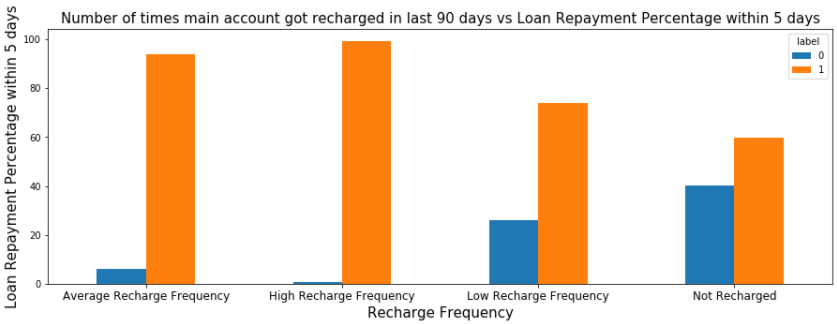 Number of times main account got recharged in last 90 days vs Loan Repayment Percentage within 5 days
Loan Repayment Percentage within 5 days
100
80
60
40
20
0
label
0
1
Average Recharge Frequency
High Recharge Frequency
Low Recharge Frequency
Not Recharged
Recharge Frequency